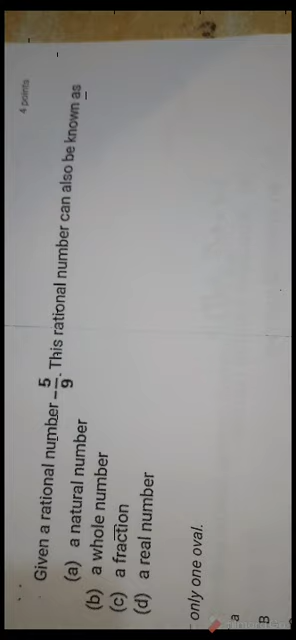 4 points
Given a rational number −5/9. This rational number can also be known as
(a) a natural number
(b) a whole number
(c) a fraction
(d) a real number
only one oval.
a
B